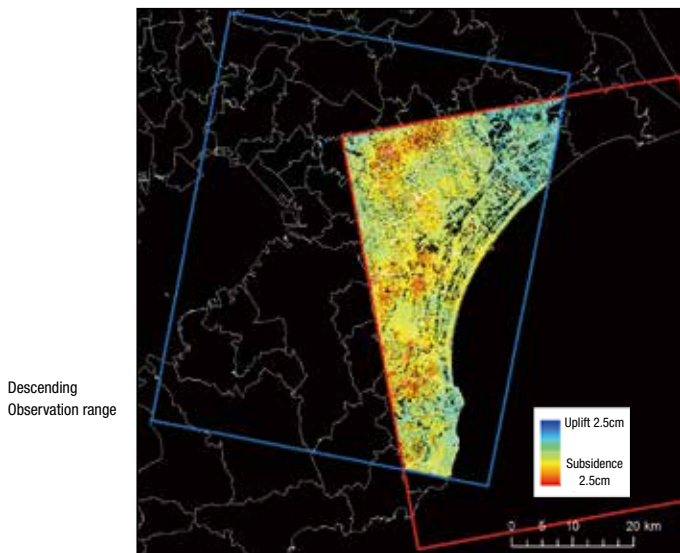 Descending
Observation range
Uplift 2.5cm
Subsidence
2.5cm
0 5 10 20 km